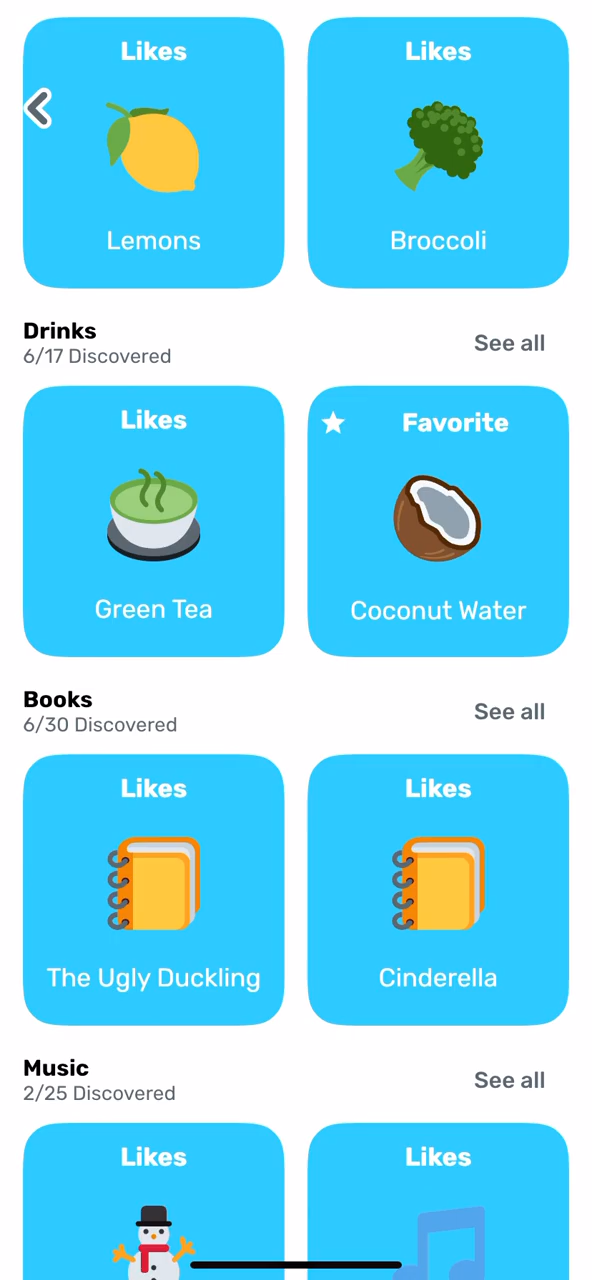 Likes
Likes
Lemons
Broccoli
Drinks
6/17 Discovered
See all
Likes
Favorite
Green Tea
Coconut Water
Books
6/30 Discovered
See all
Likes
Likes
The Ugly Duckling
Cinderella
Music
2/25 Discovered
See all
Likes
Likes